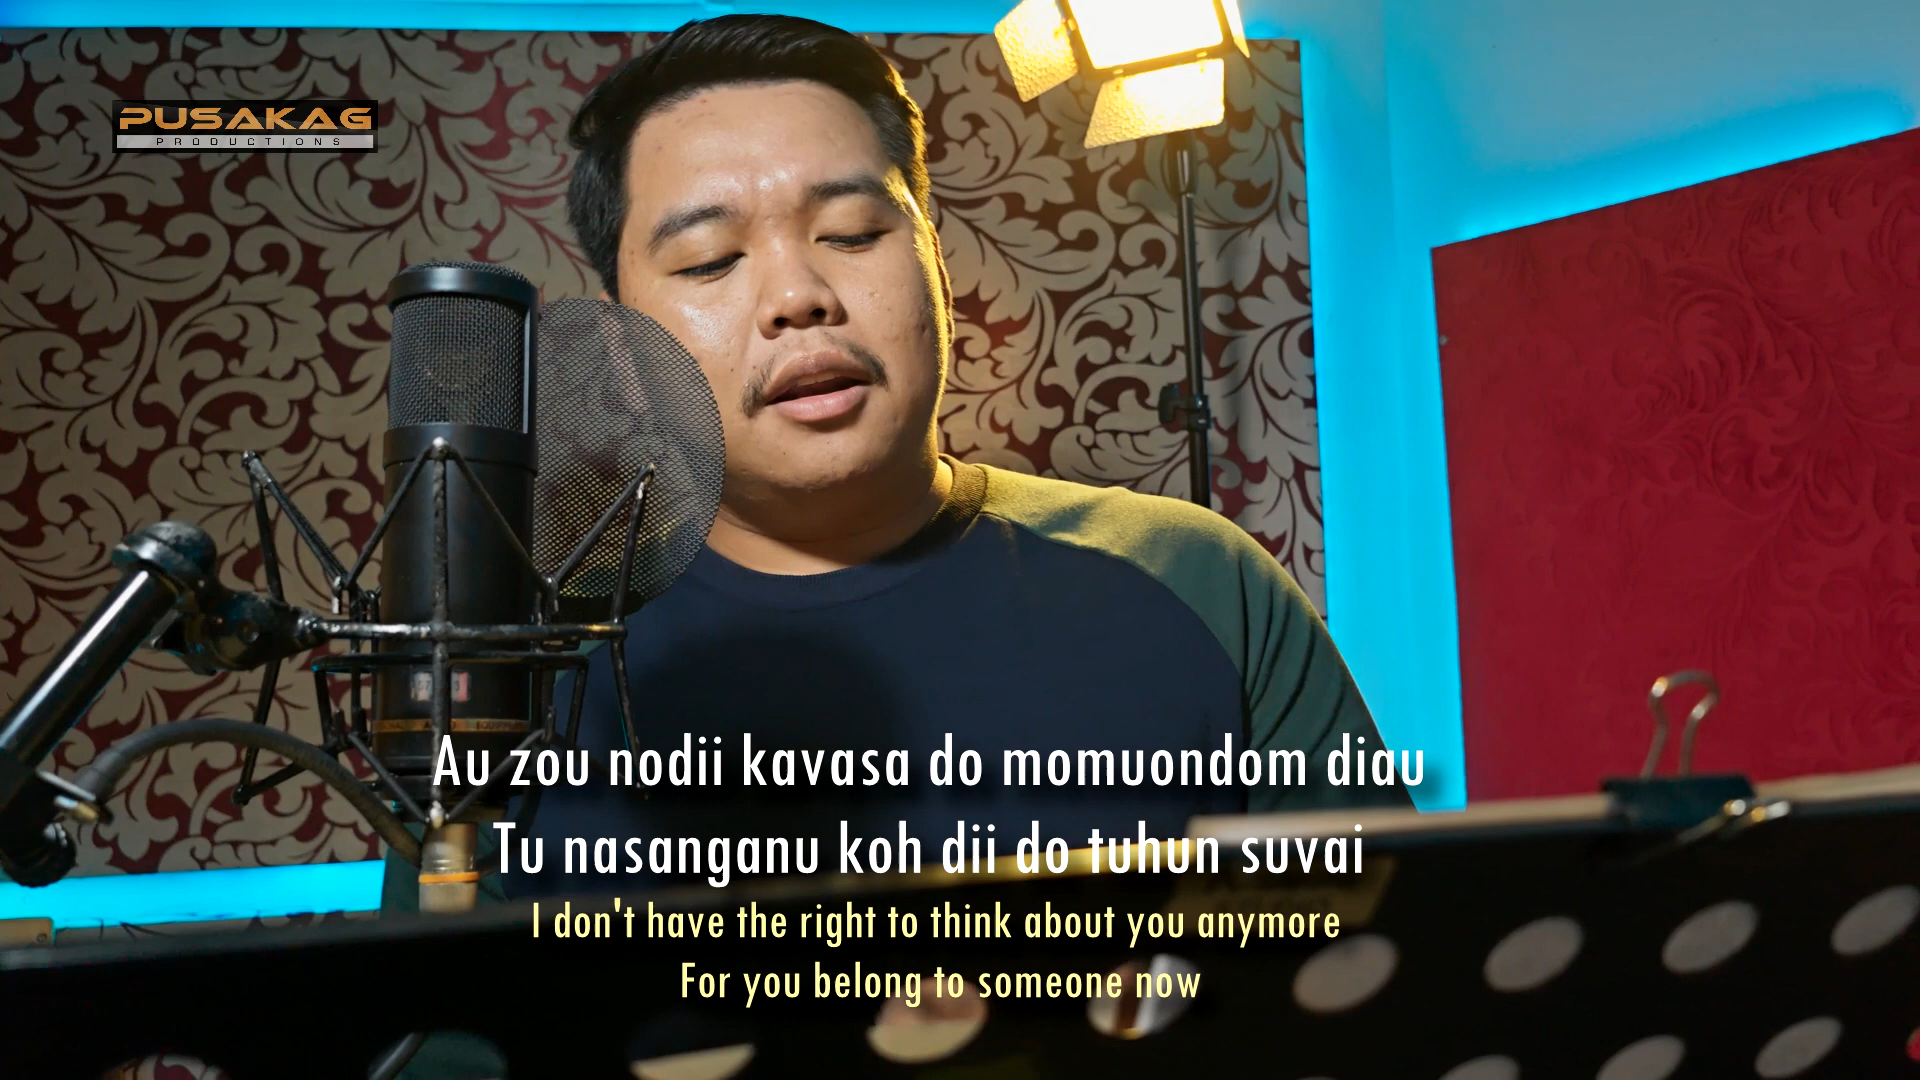 PUSAKAG
PRODUCTIONS
Au zou nodii kavasa do momuondom diau
Tu nasanganu koh dii do tuhun suvai
I don't have the right to think about you anymore
For you belong to someone now